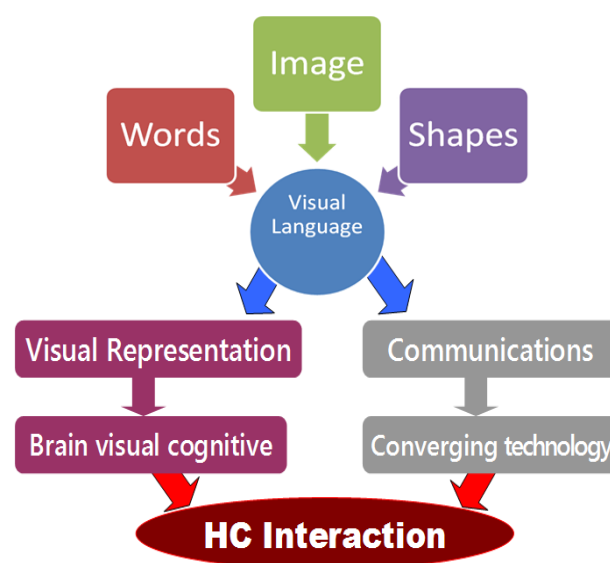 Image
Words
Shapes
Visual
Language
Visual Representation
Communications
Brain visual cognitive
Converging technology
HC Interaction